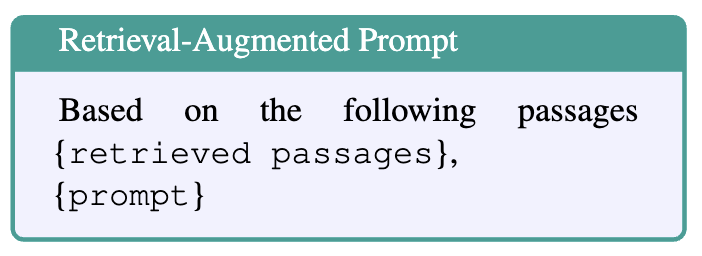 Retrieval-Augmented Prompt
Based on the following passages
{retrieved passages},
{prompt}